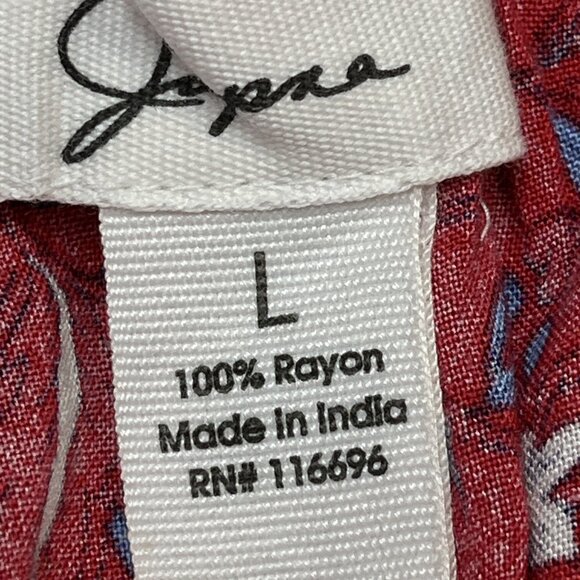 Japna
L
100% Rayon
Made in India
RN# 116696